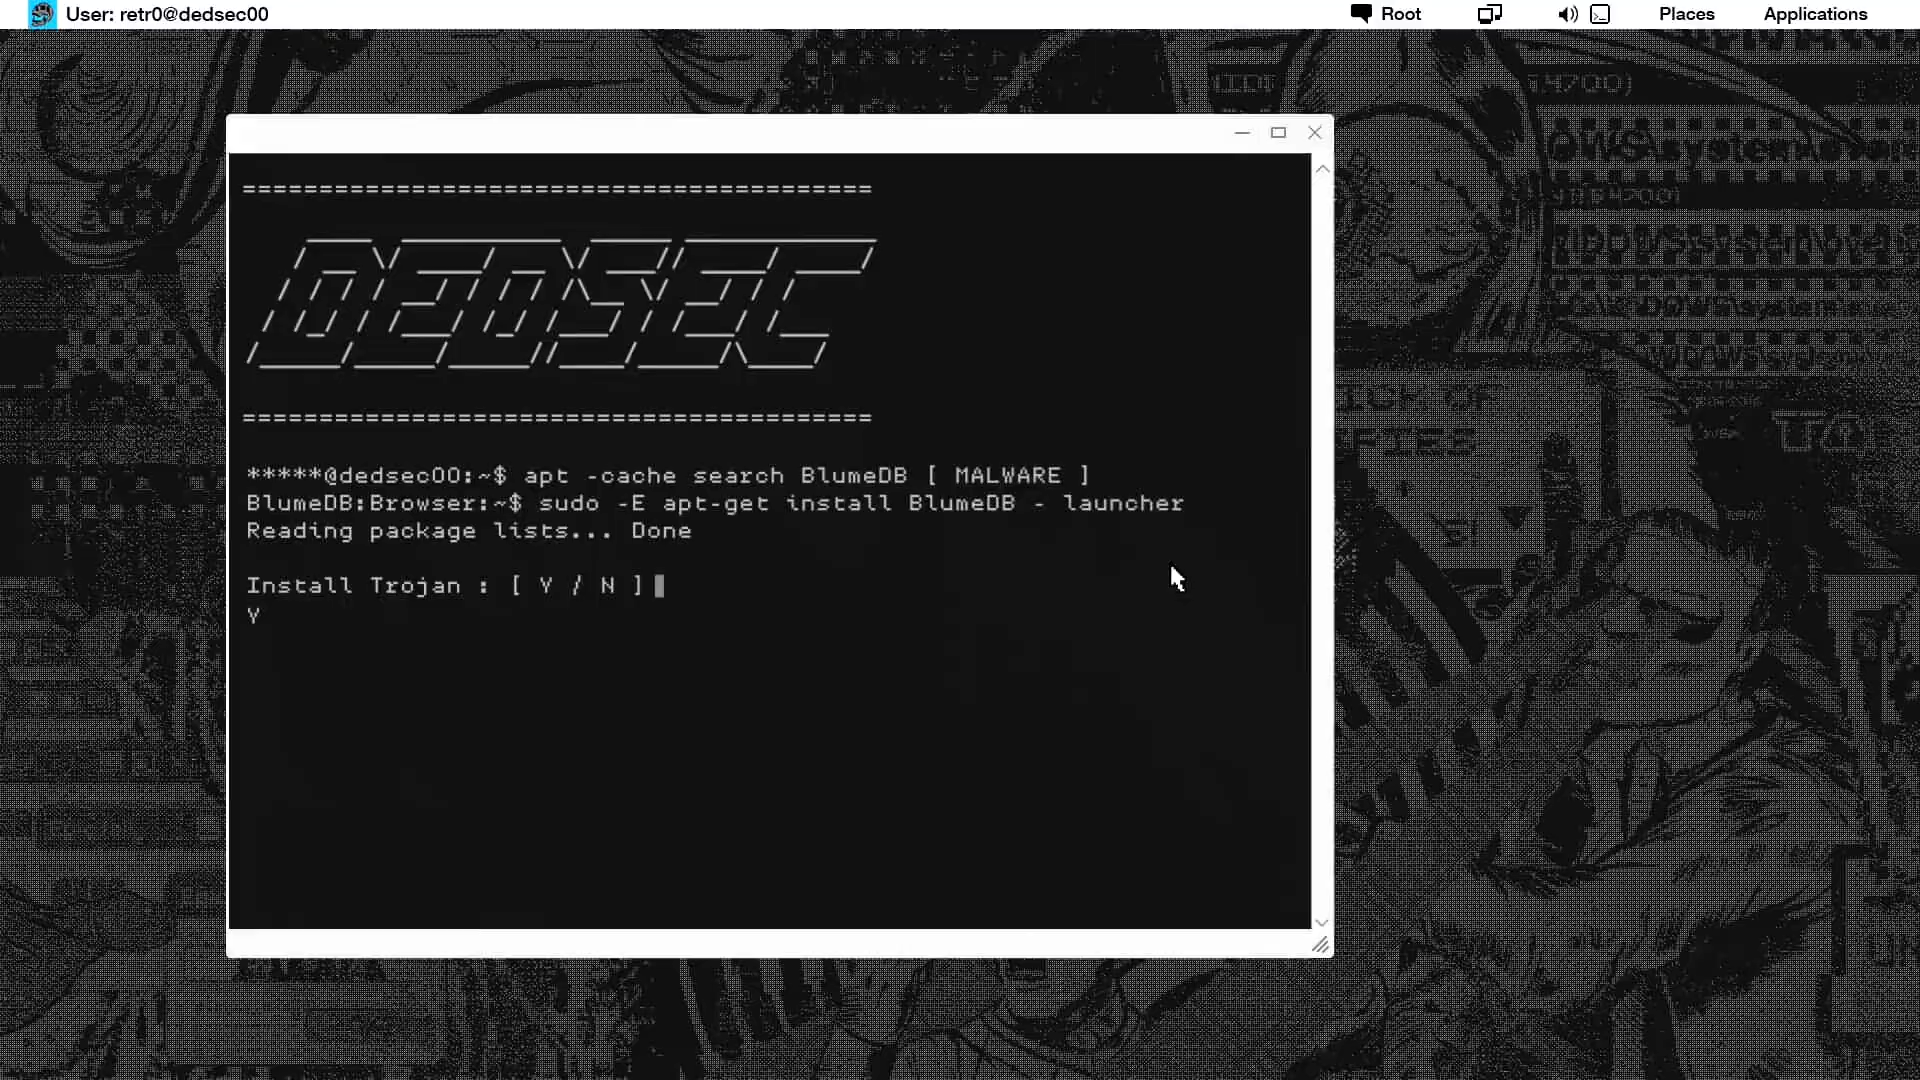 User: retr0@dedsec00
Root
Places
Applications
=========================================
DEDSEC
=========================================
*****@dedsec00:~$ apt -cache search BlumeDB [ MALWARE ]
BlumeDB:Browser:~$ sudo -E apt-get install BlumeDB - launcher
Reading package lists... Done
Install Trojan : [ Y / N ]
Y